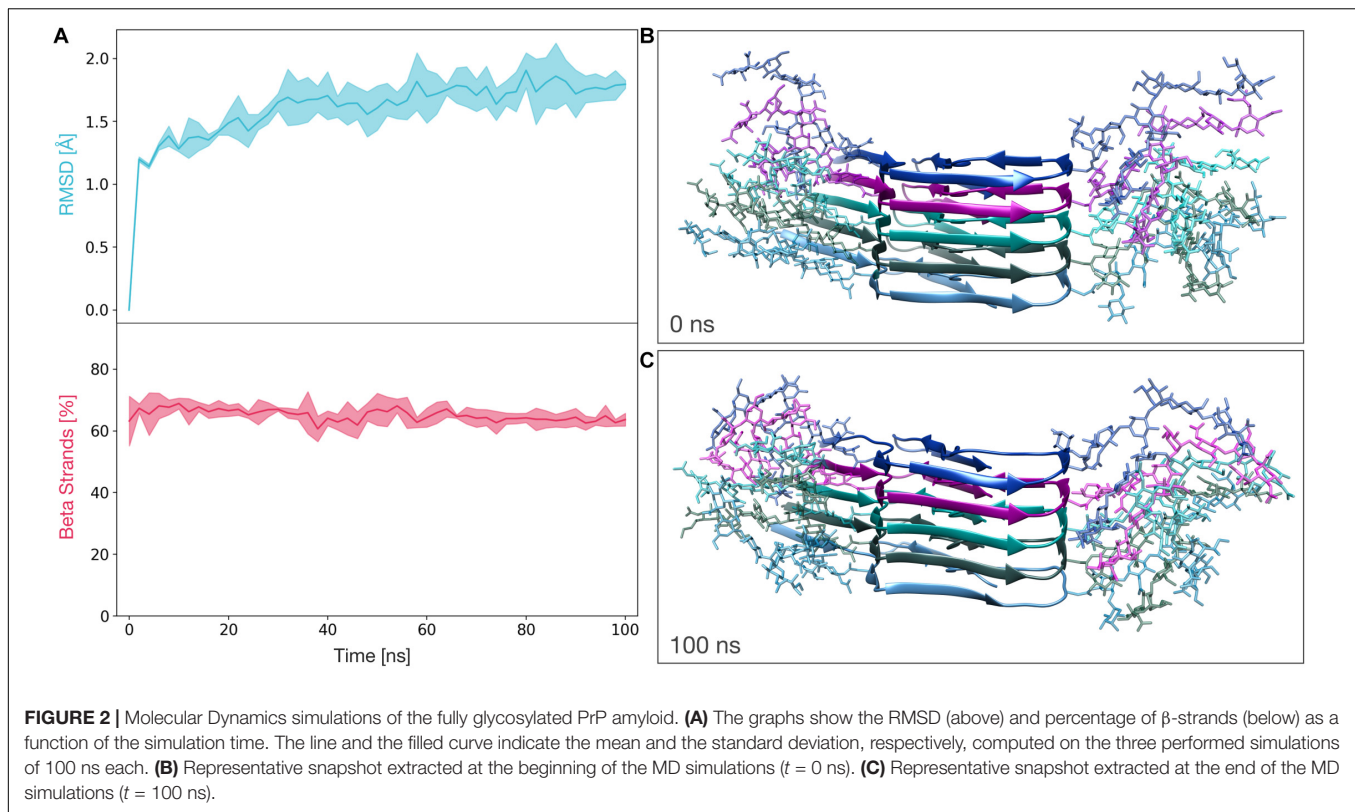 A
2.0
1.5
1.0
0.5
0.0
RMSD [Å]
80
60
40
20
0
Beta Strands [%]
0 20 40 60 80 100
Time [ns]
B
0 ns
C
100 ns
FIGURE 2 | Molecular Dynamics simulations of the fully glycosylated PrP amyloid. (A) The graphs show the RMSD (above) and percentage of β-strands (below) as a
function of the simulation time. The line and the filled curve indicate the mean and the standard deviation, respectively, computed on the three performed simulations
of 100 ns each. (B) Representative snapshot extracted at the beginning of the MD simulations (t = 0 ns). (C) Representative snapshot extracted at the end of the MD
simulations (t = 100 ns).